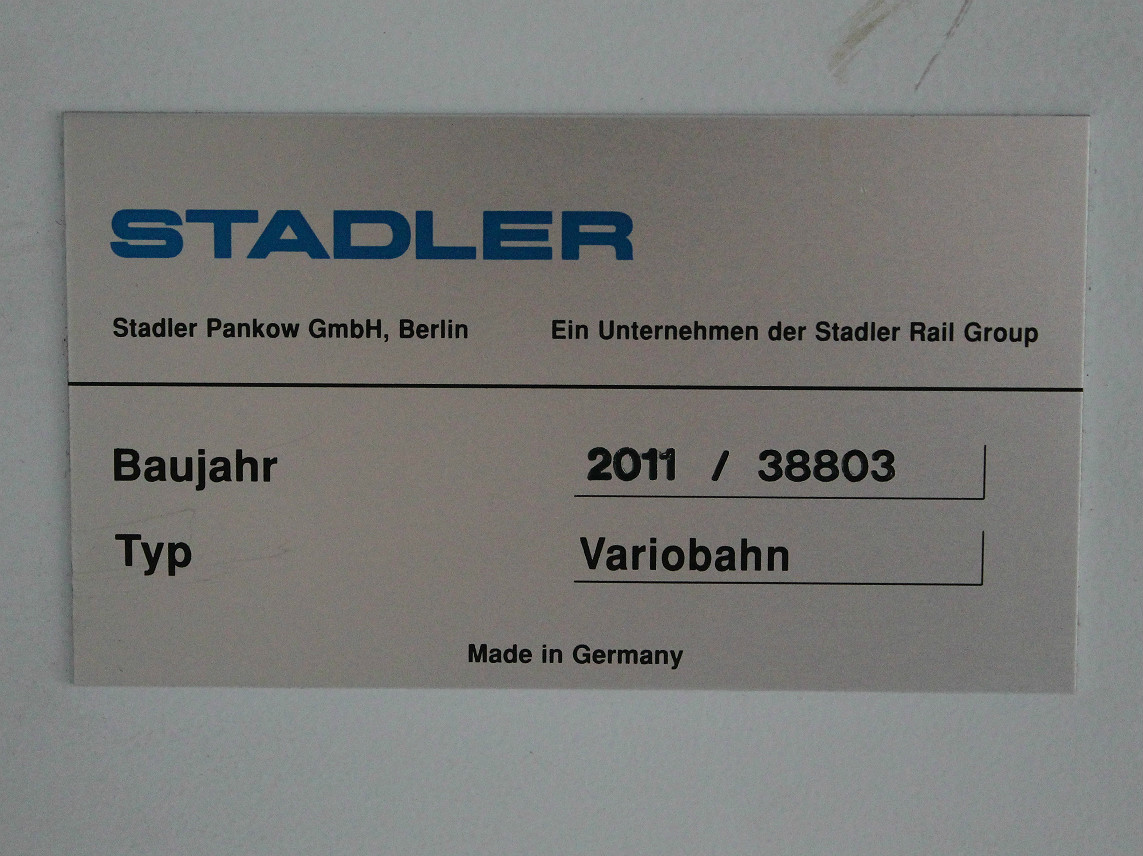 STADLER
Stadler Pankow GmbH, Berlin Ein Unternehmen der Stadler Rail Group
Baujahr 2011 / 38803
Typ Variobahn
Made in Germany